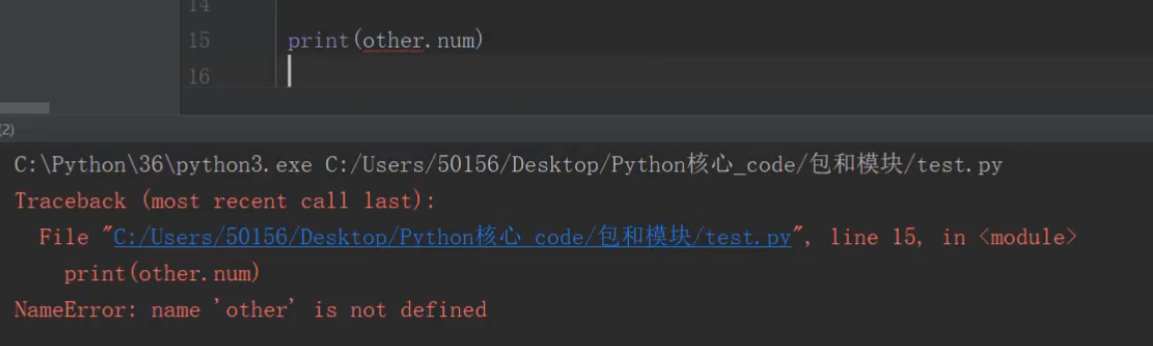 14
15 print(other.num)
16
(2)
C:\Python\36\python3.exe C:/Users/50156/Desktop/Python核心_code/包和模块/test.py
Traceback (most recent call last):
File "C:/Users/50156/Desktop/Python核心_code/包和模块/test.py", line 15, in <module>
print(other.num)
NameError: name 'other' is not defined